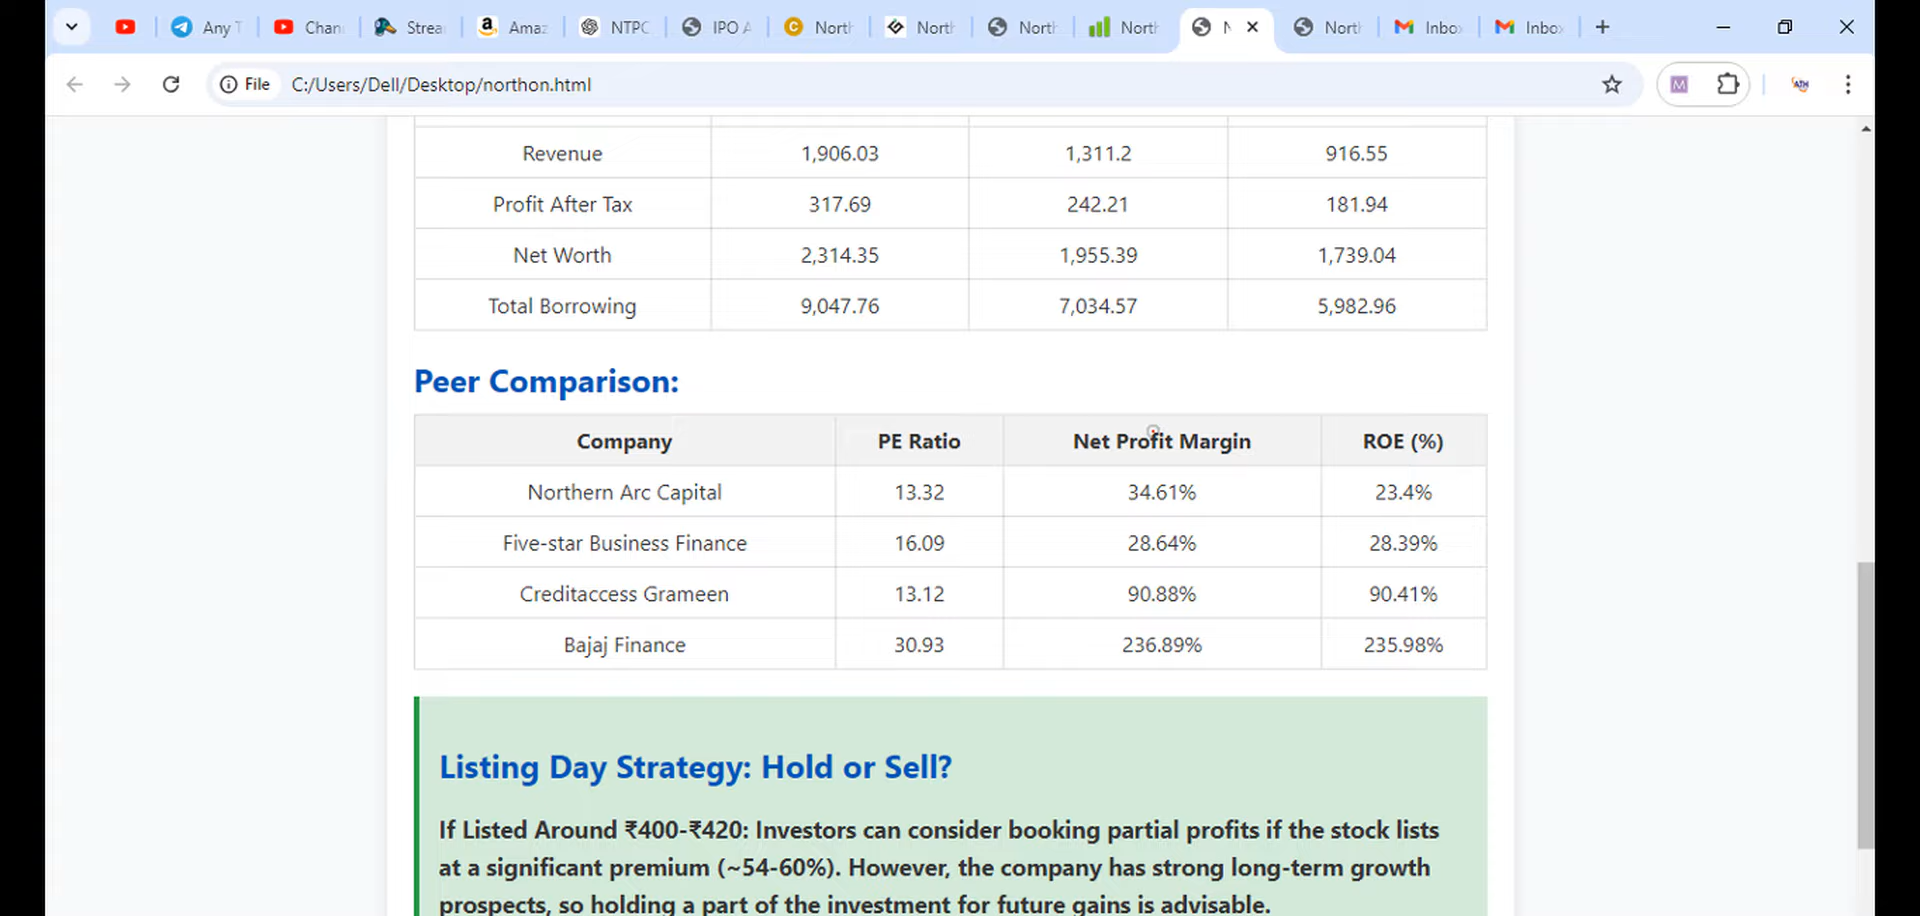 Any T
Chan
Strea
Amaz
NTPC
IPO A
North
North
North
North
N
North
Inbo
Inbo
File C:/Users/Dell/Desktop/northon.html
M
ATM
Revenue 1,906.03 1,311.2 916.55
Profit After Tax 317.69 242.21 181.94
Net Worth 2,314.35 1,955.39 1,739.04
Total Borrowing 9,047.76 7,034.57 5,982.96
Peer Comparison:
Company PE Ratio Net Profit Margin ROE (%)
Northern Arc Capital 13.32 34.61% 23.4%
Five-star Business Finance 16.09 28.64% 28.39%
Creditaccess Grameen 13.12 90.88% 90.41%
Bajaj Finance 30.93 236.89% 235.98%
Listing Day Strategy: Hold or Sell?
If Listed Around ₹400-₹420: Investors can consider booking partial profits if the stock lists
at a significant premium (~54-60%). However, the company has strong long-term growth
prospects, so holding a part of the investment for future gains is advisable.